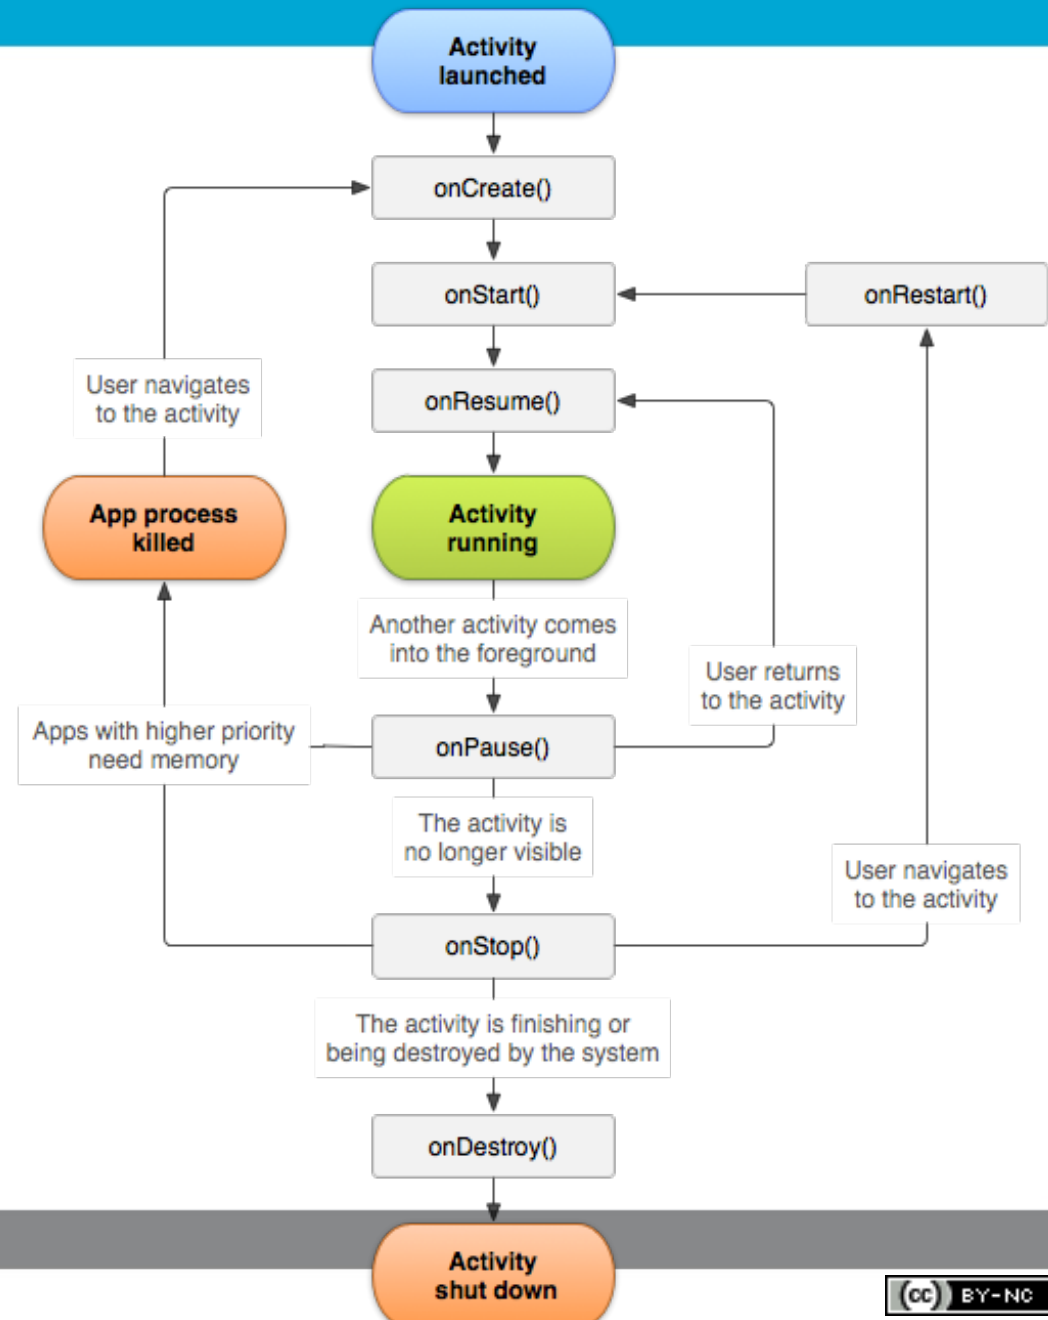 Activity
launched
onCreate()
onStart()
onRestart()
User navigates
to the activity
onResume()
App process
killed
Activity
running
Another activity comes
into the foreground
User returns
to the activity
Apps with higher priority
need memory
onPause()
The activity is
no longer visible
User navigates
to the activity
onStop()
The activity is finishing or
being destroyed by the system
onDestroy()
Activity
shut down
(cc) BY-NC